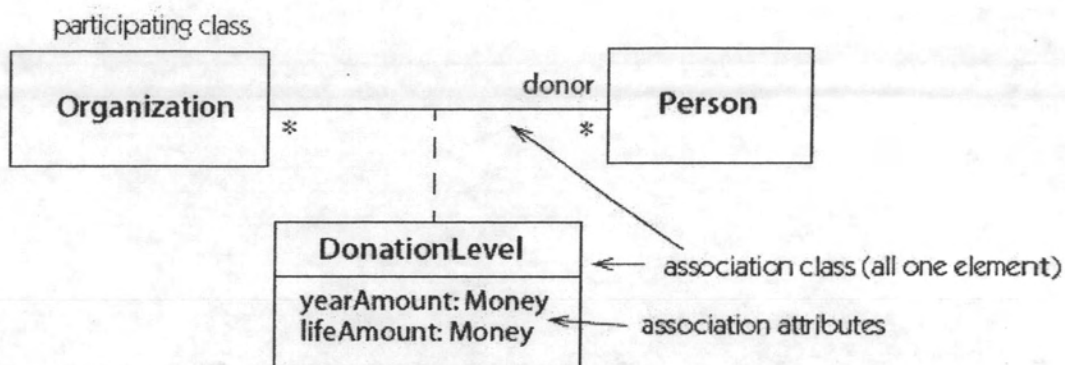 participating class
Organization
donor
Person
*
*
DonationLevel
association class (all one element)
yearAmount: Money
lifeAmount: Money
association attributes